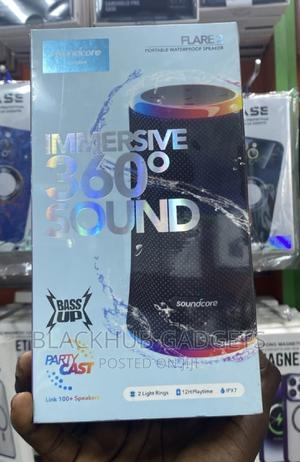 soundcore
FLARE 2
PORTABLE WATERPROOF SPEAKER
IMMERSIVE
360°
SOUND
soundcore
BASS
UP
BLACKHUB GADGETS
POSTED ON jiji
PARTY
CAST
Link 100+ Speakers
2 Light Rings
12H Playtime
IPX7